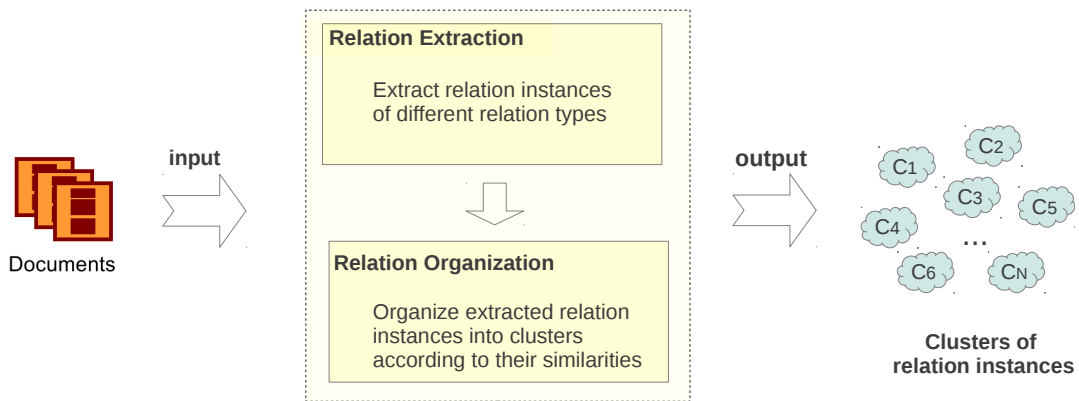 Relation Extraction
Extract relation instances
of different relation types
input
Documents
Relation Organization
Organize extracted relation
instances into clusters
according to their similarities
output
C1
C2
C3
C4
C5
...
C6
CN
Clusters of
relation instances